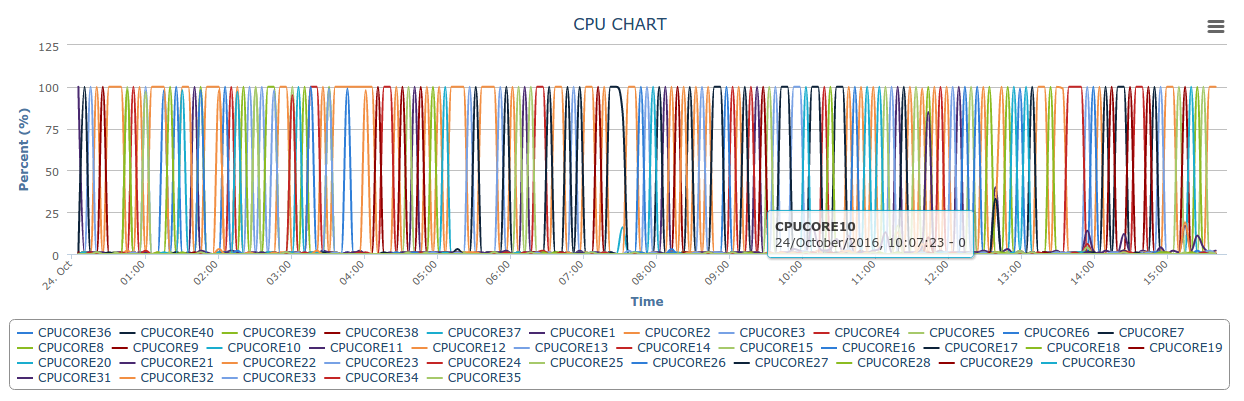 CPU CHART
125
100
75
50
25
0
Percent (%)
CPUCORE10
24/October/2016, 10:07:23 - 0
24. Oct 01:00 02:00 03:00 04:00 05:00 06:00 07:00 08:00 09:00 10:00 11:00 12:00 13:00 14:00 15:00
Time
CPUCORE36 CPUCORE40 CPUCORE39 CPUCORE38 CPUCORE37 CPUCORE1 CPUCORE2 CPUCORE3 CPUCORE4 CPUCORE5 CPUCORE6 CPUCORE7
CPUCORE8 CPUCORE9 CPUCORE10 CPUCORE11 CPUCORE12 CPUCORE13 CPUCORE14 CPUCORE15 CPUCORE16 CPUCORE17 CPUCORE18 CPUCORE19
CPUCORE20 CPUCORE21 CPUCORE22 CPUCORE23 CPUCORE24 CPUCORE25 CPUCORE26 CPUCORE27 CPUCORE28 CPUCORE29 CPUCORE30
CPUCORE31 CPUCORE32 CPUCORE33 CPUCORE34 CPUCORE35